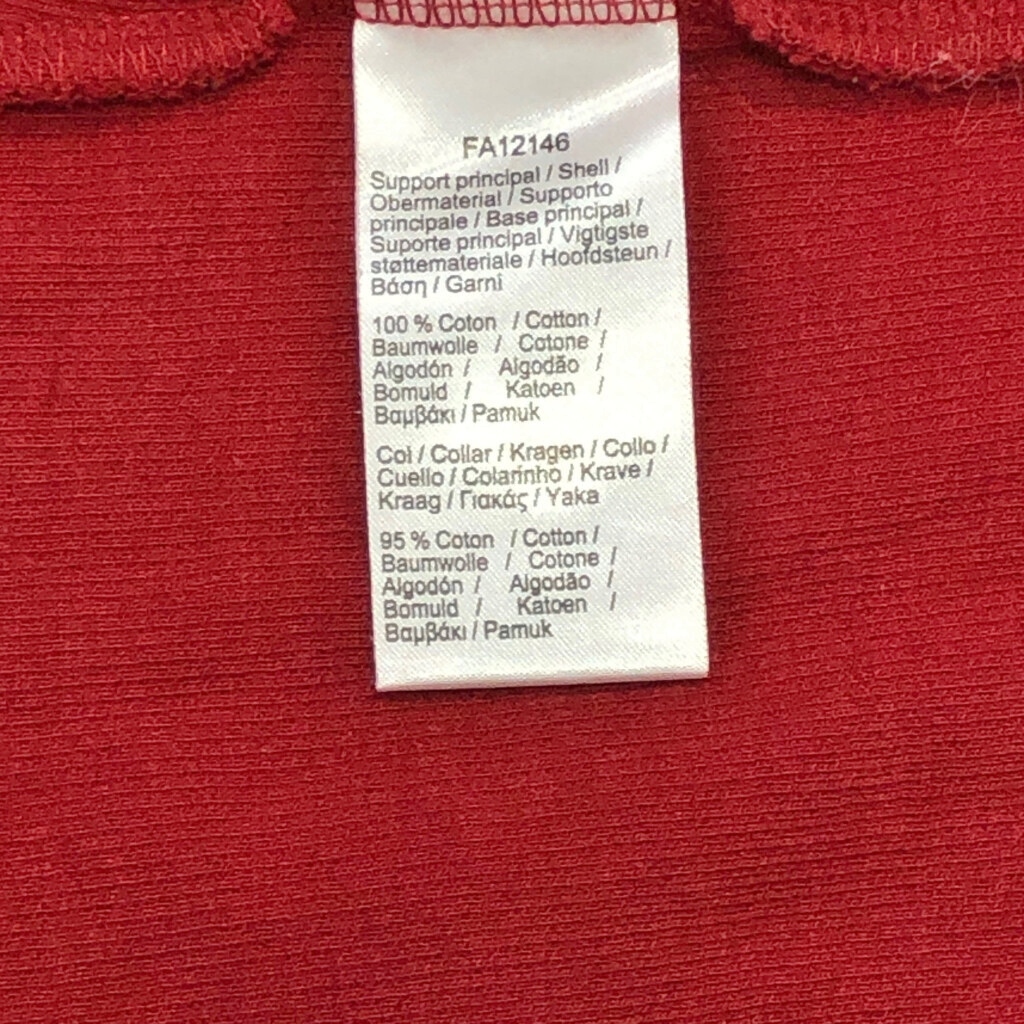 FA12146
Support principal / Shell /
Obermaterial / Supporto
principale / Base principal /
Suporte principal / Vigtigste
støttemateriale / Hoofdsteun /
Βάση / Garni
100 % Coton / Cotton /
Baumwolle / Cotone /
Algodón / Algodão /
Bomuld / Katoen /
Βαμβάκι / Pamuk
Col / Collar / Kragen / Collo /
Cuello / Colarinho / Krave /
Kraag / Γιακάς / Yaka
95 % Coton / Cotton /
Baumwolle / Cotone /
Algodón / Algodão /
Bomuld / Katoen /
Βαμβάκι / Pamuk